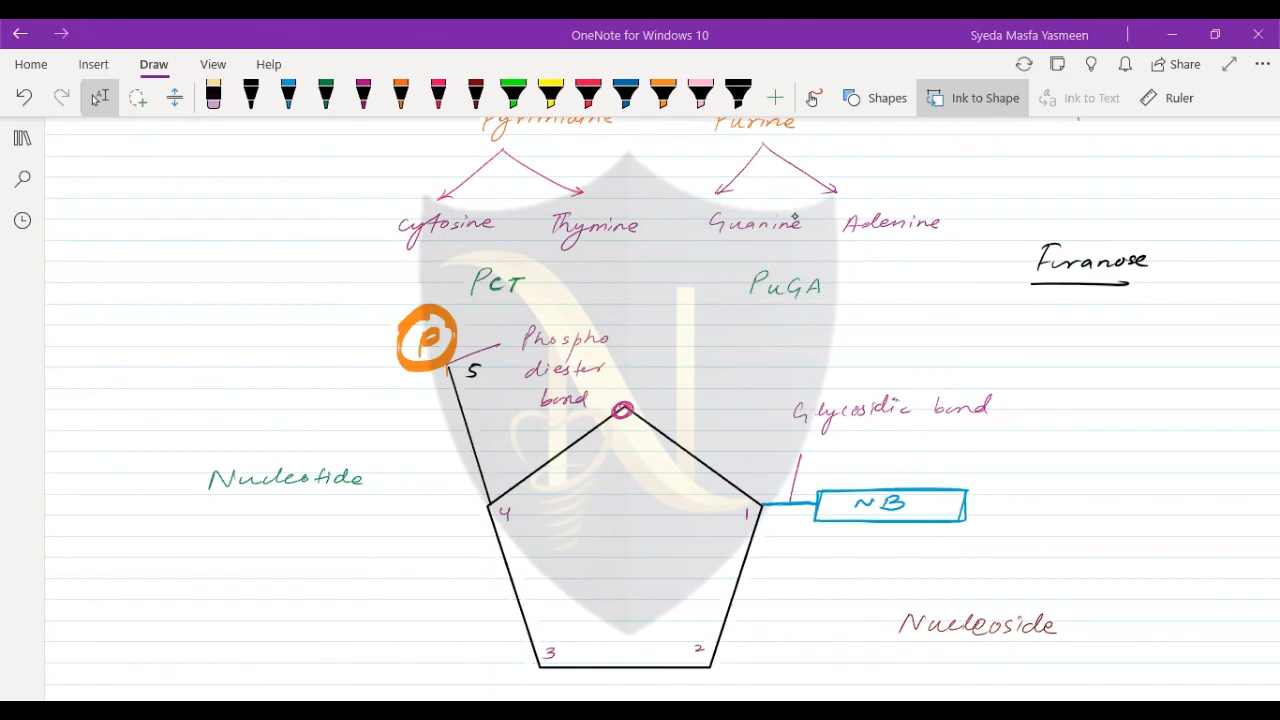 OneNote for Windows 10
Syeda Masfa Yasmeen
Home Insert Draw View Help
Share
Shapes
Ink to Shape
Ink to Text
Ruler
Pyrimidine Purine
Cytosine Thymine Guanine Adenine
Furanose
PCT PuGA
P
5
Phospho
diester
bond
Glycosidic bond
Nucleotide
4 1 NB
Nucleoside
3 2